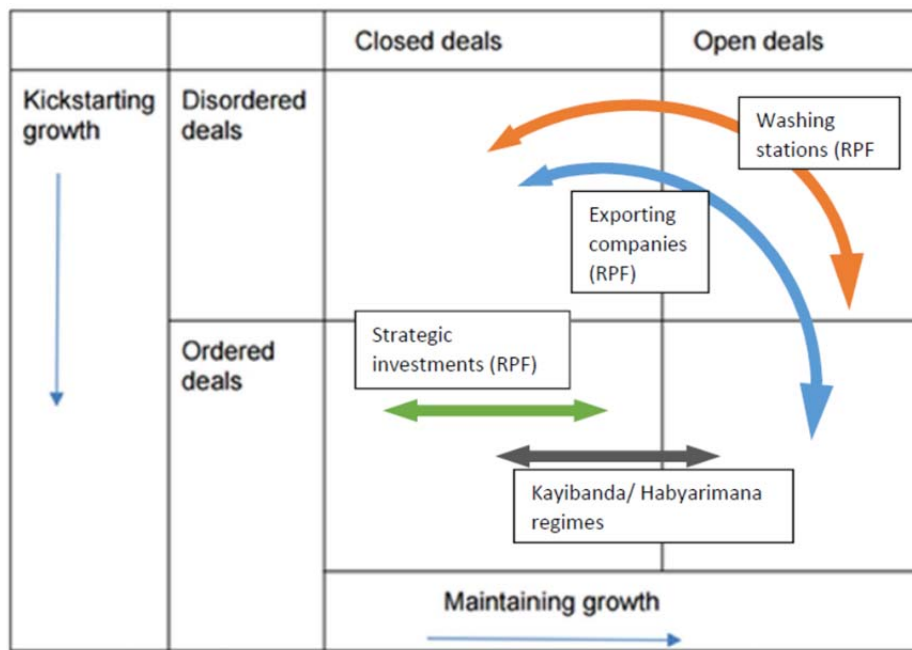 Closed deals
Open deals
Kickstarting
growth
Disordered
deals
Washing
stations (RPF
Exporting
companies
(RPF)
Strategic
investments (RPF)
Ordered
deals
Kayibanda/ Habyarimana
regimes
Maintaining growth